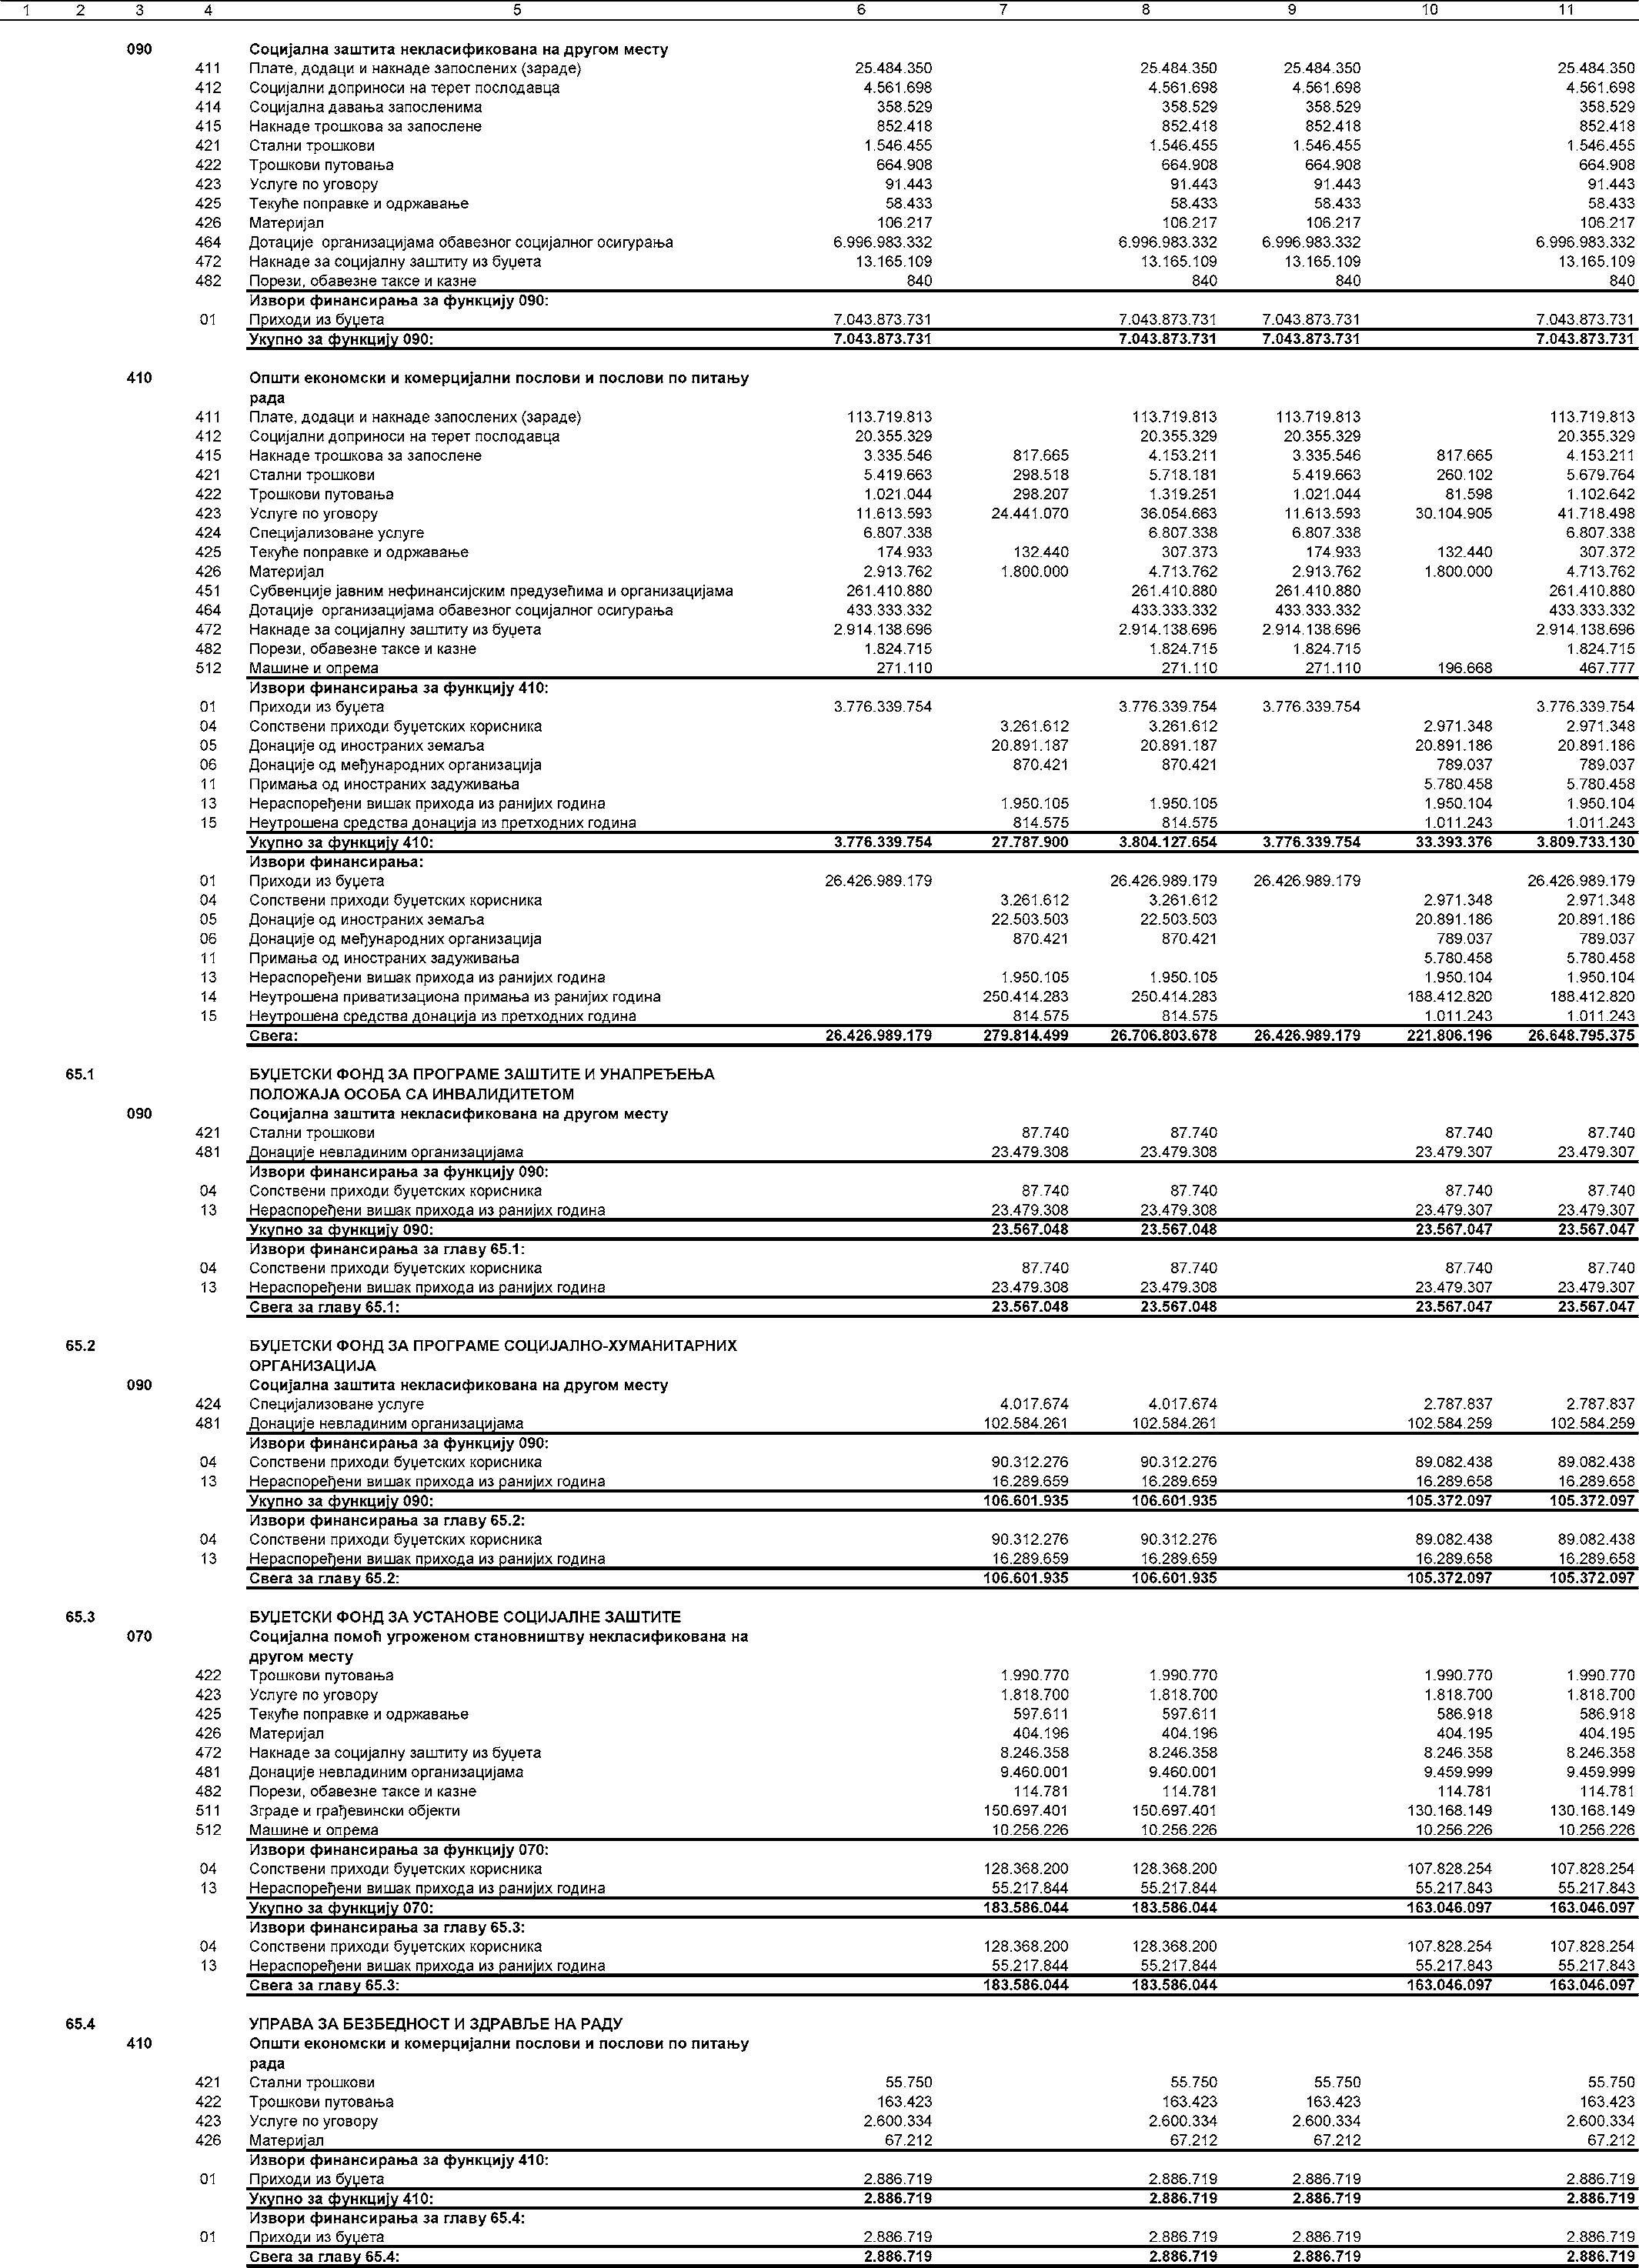 1 2 3 4 5 6 7 8 9 10 11
090 Социјална заштита некласификована на другом месту
411 Плате, додаци и накнаде запослених (зараде) 25.484.350 25.484.350 25.484.350 25.484.350
412 Социјални доприноси на терет послодавца 4.561.698 4.561.698 4.561.698 4.561.698
414 Социјална давања запосленима 358.529 358.529 358.529 358.529
415 Накнаде трошкова за запослене 852.418 852.418 852.418 852.418
421 Стални трошкови 1.546.455 1.546.455 1.546.455 1.546.455
422 Трошкови путовања 664.908 664.908 664.908 664.908
423 Услуге по уговору 91.443 91.443 91.443 91.443
425 Текуће поправке и одржавање 58.433 58.433 58.433 58.433
426 Материјал 106.217 106.217 106.217 106.217
464 Дотације организацијама обавезног социјалног осигурања 6.996.983.332 6.996.983.332 6.996.983.332 6.996.983.332
472 Накнаде за социјалну заштиту из буџета 13.165.109 13.165.109 13.165.109 13.165.109
482 Порези, обавезне таксе и казне 840 840 840 840
Извори финансирања за функцију 090:
01 Приходи из буџета 7.043.873.731 7.043.873.731 7.043.873.731 7.043.873.731
Укупно за функцију 090: 7.043.873.731 7.043.873.731 7.043.873.731 7.043.873.731
410 Општи економски и комерцијални послови и послови по питању
рада
411 Плате, додаци и накнаде запослених (зараде) 113.719.813 113.719.813 113.719.813 113.719.813
412 Социјални доприноси на терет послодавца 20.355.329 20.355.329 20.355.329 20.355.329
415 Накнаде трошкова за запослене 3.335.546 817.665 4.153.211 3.335.546 817.665 4.153.211
421 Стални трошкови 5.419.663 298.518 5.718.181 5.419.663 260.102 5.679.764
422 Трошкови путовања 1.021.044 298.207 1.319.251 1.021.044 81.598 1.102.642
423 Услуге по уговору 11.613.593 24.441.070 36.054.663 11.613.593 30.104.905 41.718.498
424 Специјализоване услуге 6.807.338 6.807.338 6.807.338 6.807.338
425 Текуће поправке и одржавање 174.933 132.440 307.373 174.933 132.440 307.372
426 Материјал 2.913.762 1.800.000 4.713.762 2.913.762 1.800.000 4.713.762
451 Субвенције јавним нефинансијским предузећима и организацијама 261.410.880 261.410.880 261.410.880 261.410.880
464 Дотације организацијама обавезног социјалног осигурања 433.333.332 433.333.332 433.333.332 433.333.332
472 Накнаде за социјалну заштиту из буџета 2.914.138.696 2.914.138.696 2.914.138.696 2.914.138.696
482 Порези, обавезне таксе и казне 1.824.715 1.824.715 1.824.715 1.824.715
512 Машине и опрема 271.110 271.110 271.110 196.668 467.777
Извори финансирања за функцију 410:
01 Приходи из буџета 3.776.339.754 3.776.339.754 3.776.339.754 3.776.339.754
04 Сопствени приходи буџетских корисника 3.261.612 3.261.612 2.971.348 2.971.348
05 Донације од иностраних земаља 20.891.187 20.891.187 20.891.186 20.891.186
06 Донације од међународних организација 870.421 870.421 789.037 789.037
11 Примања од иностраних задуживања 5.780.458 5.780.458
13 Нераспоређени вишак прихода из ранијих година 1.950.105 1.950.105 1.950.104 1.950.104
15 Неутрошена средства донација из претходних година 814.575 814.575 1.011.243 1.011.243
Укупно за функцију 410: 3.776.339.754 27.787.900 3.804.127.654 3.776.339.754 33.393.376 3.809.733.130
Извори финансирања:
01 Приходи из буџета 26.426.989.179 26.426.989.179 26.426.989.179 26.426.989.179
04 Сопствени приходи буџетских корисника 3.261.612 3.261.612 2.971.348 2.971.348
05 Донације од иностраних земаља 22.503.503 22.503.503 20.891.186 20.891.186
06 Донације од међународних организација 870.421 870.421 789.037 789.037
11 Примања од иностраних задуживања 5.780.458 5.780.458
13 Нераспоређени вишак прихода из ранијих година 1.950.105 1.950.105 1.950.104 1.950.104
14 Неутрошена приватизациона примања из ранијих година 250.414.283 250.414.283 188.412.820 188.412.820
15 Неутрошена средства донација из претходних година 814.575 814.575 1.011.243 1.011.243
Свега: 26.426.989.179 279.814.499 26.706.803.678 26.426.989.179 221.806.196 26.648.795.375
65.1 БУЏЕТСКИ ФОНД ЗА ПРОГРАМЕ ЗАШТИТЕ И УНАПРЕЂЕЊА
ПОЛОЖАЈА ОСОБА СА ИНВАЛИДИТЕТОМ
090 Социјална заштита некласификована на другом месту
421 Стални трошкови 87.740 87.740 87.740 87.740
481 Донације невладиним организацијама 23.479.308 23.479.308 23.479.307 23.479.307
Извори финансирања за функцију 090:
04 Сопствени приходи буџетских корисника 87.740 87.740 87.740 87.740
13 Нераспоређени вишак прихода из ранијих година 23.479.308 23.479.308 23.479.307 23.479.307
Укупно за функцију 090: 23.567.048 23.567.048 23.567.047 23.567.047
Извори финансирања за главу 65.1:
04 Сопствени приходи буџетских корисника 87.740 87.740 87.740 87.740
13 Нераспоређени вишак прихода из ранијих година 23.479.308 23.479.308 23.479.307 23.479.307
Свега за главу 65.1: 23.567.048 23.567.048 23.567.047 23.567.047
65.2 БУЏЕТСКИ ФОНД ЗА ПРОГРАМЕ СОЦИЈАЛНО-ХУМАНИТАРНИХ
ОРГАНИЗАЦИЈА
090 Социјална заштита некласификована на другом месту
424 Специјализоване услуге 4.017.674 4.017.674 2.787.837 2.787.837
481 Донације невладиним организацијама 102.584.261 102.584.261 102.584.259 102.584.259
Извори финансирања за функцију 090:
04 Сопствени приходи буџетских корисника 90.312.276 90.312.276 89.082.438 89.082.438
13 Нераспоређени вишак прихода из ранијих година 16.289.659 16.289.659 16.289.658 16.289.658
Укупно за функцију 090: 106.601.935 106.601.935 105.372.097 105.372.097
Извори финансирања за главу 65.2:
04 Сопствени приходи буџетских корисника 90.312.276 90.312.276 89.082.438 89.082.438
13 Нераспоређени вишак прихода из ранијих година 16.289.659 16.289.659 16.289.658 16.289.658
Свега за главу 65.2: 106.601.935 106.601.935 105.372.097 105.372.097
65.3 БУЏЕТСКИ ФОНД ЗА УСТАНОВЕ СОЦИЈАЛНЕ ЗАШТИТЕ
070 Социјална помоћ угроженом становништву некласификована на
другом месту
422 Трошкови путовања 1.990.770 1.990.770 1.990.770 1.990.770
423 Услуге по уговору 1.818.700 1.818.700 1.818.700 1.818.700
425 Текуће поправке и одржавање 597.611 597.611 586.918 586.918
426 Материјал 404.196 404.196 404.195 404.195
472 Накнаде за социјалну заштиту из буџета 8.246.358 8.246.358 8.246.358 8.246.358
481 Донације невладиним организацијама 9.460.001 9.460.001 9.459.999 9.459.999
482 Порези, обавезне таксе и казне 114.781 114.781 114.781 114.781
511 Зграде и грађевински објекти 150.697.401 150.697.401 130.168.149 130.168.149
512 Машине и опрема 10.256.226 10.256.226 10.256.226 10.256.226
Извори финансирања за функцију 070:
04 Сопствени приходи буџетских корисника 128.368.200 128.368.200 107.828.254 107.828.254
13 Нераспоређени вишак прихода из ранијих година 55.217.844 55.217.844 55.217.843 55.217.843
Укупно за функцију 070: 183.586.044 183.586.044 163.046.097 163.046.097
Извори финансирања за главу 65.3:
04 Сопствени приходи буџетских корисника 128.368.200 128.368.200 107.828.254 107.828.254
13 Нераспоређени вишак прихода из ранијих година 55.217.844 55.217.844 55.217.843 55.217.843
Свега за главу 65.3: 183.586.044 183.586.044 163.046.097 163.046.097
65.4 УПРАВА ЗА БЕЗБЕДНОСТ И ЗДРАВЉЕ НА РАДУ
410 Општи економски и комерцијални послови и послови по питању
рада
421 Стални трошкови 55.750 55.750 55.750 55.750
422 Трошкови путовања 163.423 163.423 163.423 163.423
423 Услуге по уговору 2.600.334 2.600.334 2.600.334 2.600.334
426 Материјал 67.212 67.212 67.212 67.212
Извори финансирања за функцију 410:
01 Приходи из буџета 2.886.719 2.886.719 2.886.719 2.886.719
Укупно за функцију 410: 2.886.719 2.886.719 2.886.719 2.886.719
Извори финансирања за главу 65.4:
01 Приходи из буџета 2.886.719 2.886.719 2.886.719 2.886.719
Свега за главу 65.4: 2.886.719 2.886.719 2.886.719 2.886.719